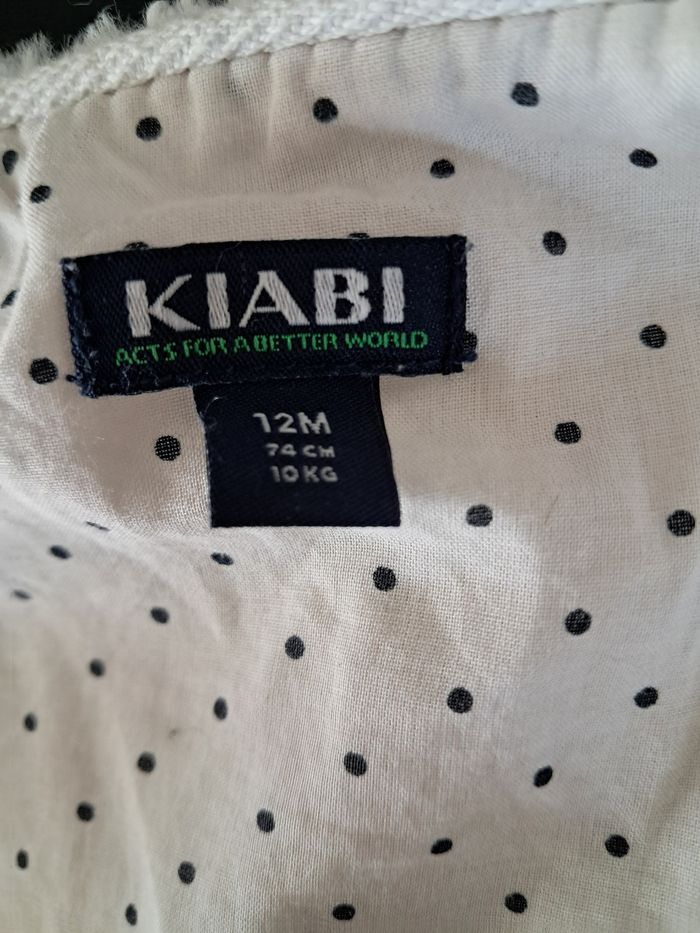 KIABI
ACTS FOR A BETTER WORLD
12M
74 CM
10 KG